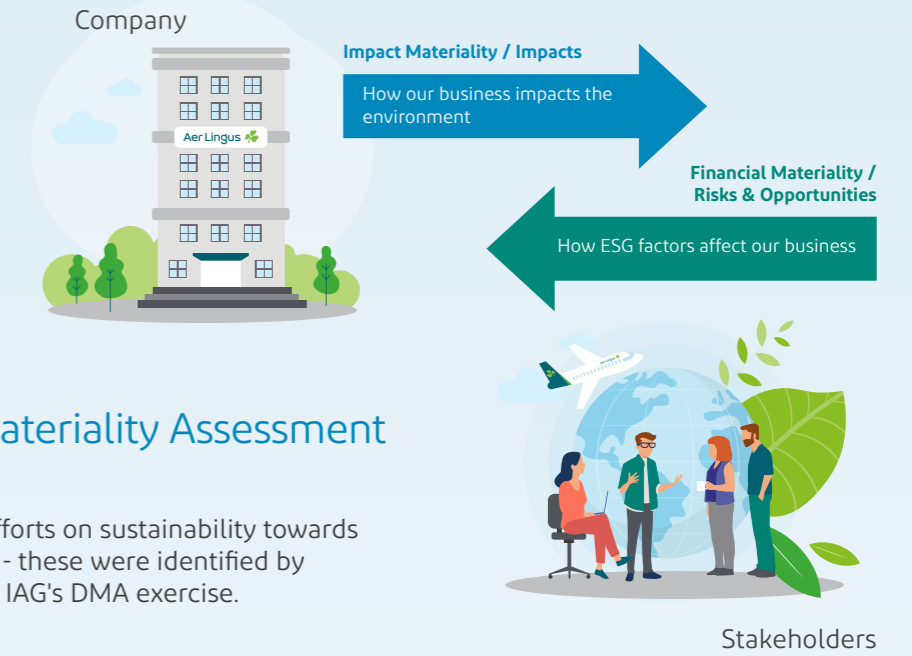 Company
Impact Materiality / Impacts
How our business impacts the
environment
Aer Lingus
Financial Materiality /
Risks & Opportunities
How ESG factors affect our business
ateriality Assessment
fforts on sustainability towards
- these were identified by
IAG's DMA exercise.
Stakeholders